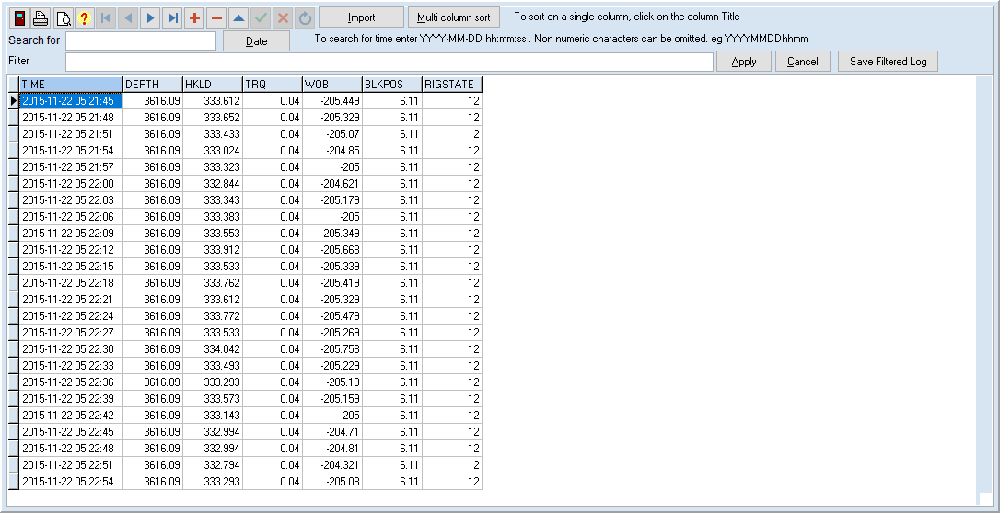 Import Multi column sort To sort on a single column, click on the column Title
Search for Date To search for time enter YYYY-MM-DD hh:mm:ss . Non numeric characters can be omitted. eg YYYYMMDDhhmm
Filter Apply Cancel Save Filtered Log
TIME DEPTH HKLD TRQ WOB BLKPOS RIGSTATE
2015-11-22 05:21:45 3616.09 333.612 0.04 -205.449 6.11 12
2015-11-22 05:21:48 3616.09 333.652 0.04 -205.329 6.11 12
2015-11-22 05:21:51 3616.09 333.433 0.04 -205.07 6.11 12
2015-11-22 05:21:54 3616.09 333.024 0.04 -204.85 6.11 12
2015-11-22 05:21:57 3616.09 333.323 0.04 -205 6.11 12
2015-11-22 05:22:00 3616.09 332.844 0.04 -204.621 6.11 12
2015-11-22 05:22:03 3616.09 333.343 0.04 -205.179 6.11 12
2015-11-22 05:22:06 3616.09 333.383 0.04 -205 6.11 12
2015-11-22 05:22:09 3616.09 333.553 0.04 -205.349 6.11 12
2015-11-22 05:22:12 3616.09 333.912 0.04 -205.668 6.11 12
2015-11-22 05:22:15 3616.09 333.533 0.04 -205.339 6.11 12
2015-11-22 05:22:18 3616.09 333.762 0.04 -205.419 6.11 12
2015-11-22 05:22:21 3616.09 333.612 0.04 -205.329 6.11 12
2015-11-22 05:22:24 3616.09 333.772 0.04 -205.479 6.11 12
2015-11-22 05:22:27 3616.09 333.533 0.04 -205.269 6.11 12
2015-11-22 05:22:30 3616.09 334.042 0.04 -205.758 6.11 12
2015-11-22 05:22:33 3616.09 333.493 0.04 -205.229 6.11 12
2015-11-22 05:22:36 3616.09 333.293 0.04 -205.13 6.11 12
2015-11-22 05:22:39 3616.09 333.573 0.04 -205.159 6.11 12
2015-11-22 05:22:42 3616.09 333.143 0.04 -205 6.11 12
2015-11-22 05:22:45 3616.09 332.994 0.04 -204.71 6.11 12
2015-11-22 05:22:48 3616.09 332.994 0.04 -204.81 6.11 12
2015-11-22 05:22:51 3616.09 332.794 0.04 -204.321 6.11 12
2015-11-22 05:22:54 3616.09 333.293 0.04 -205.08 6.11 12